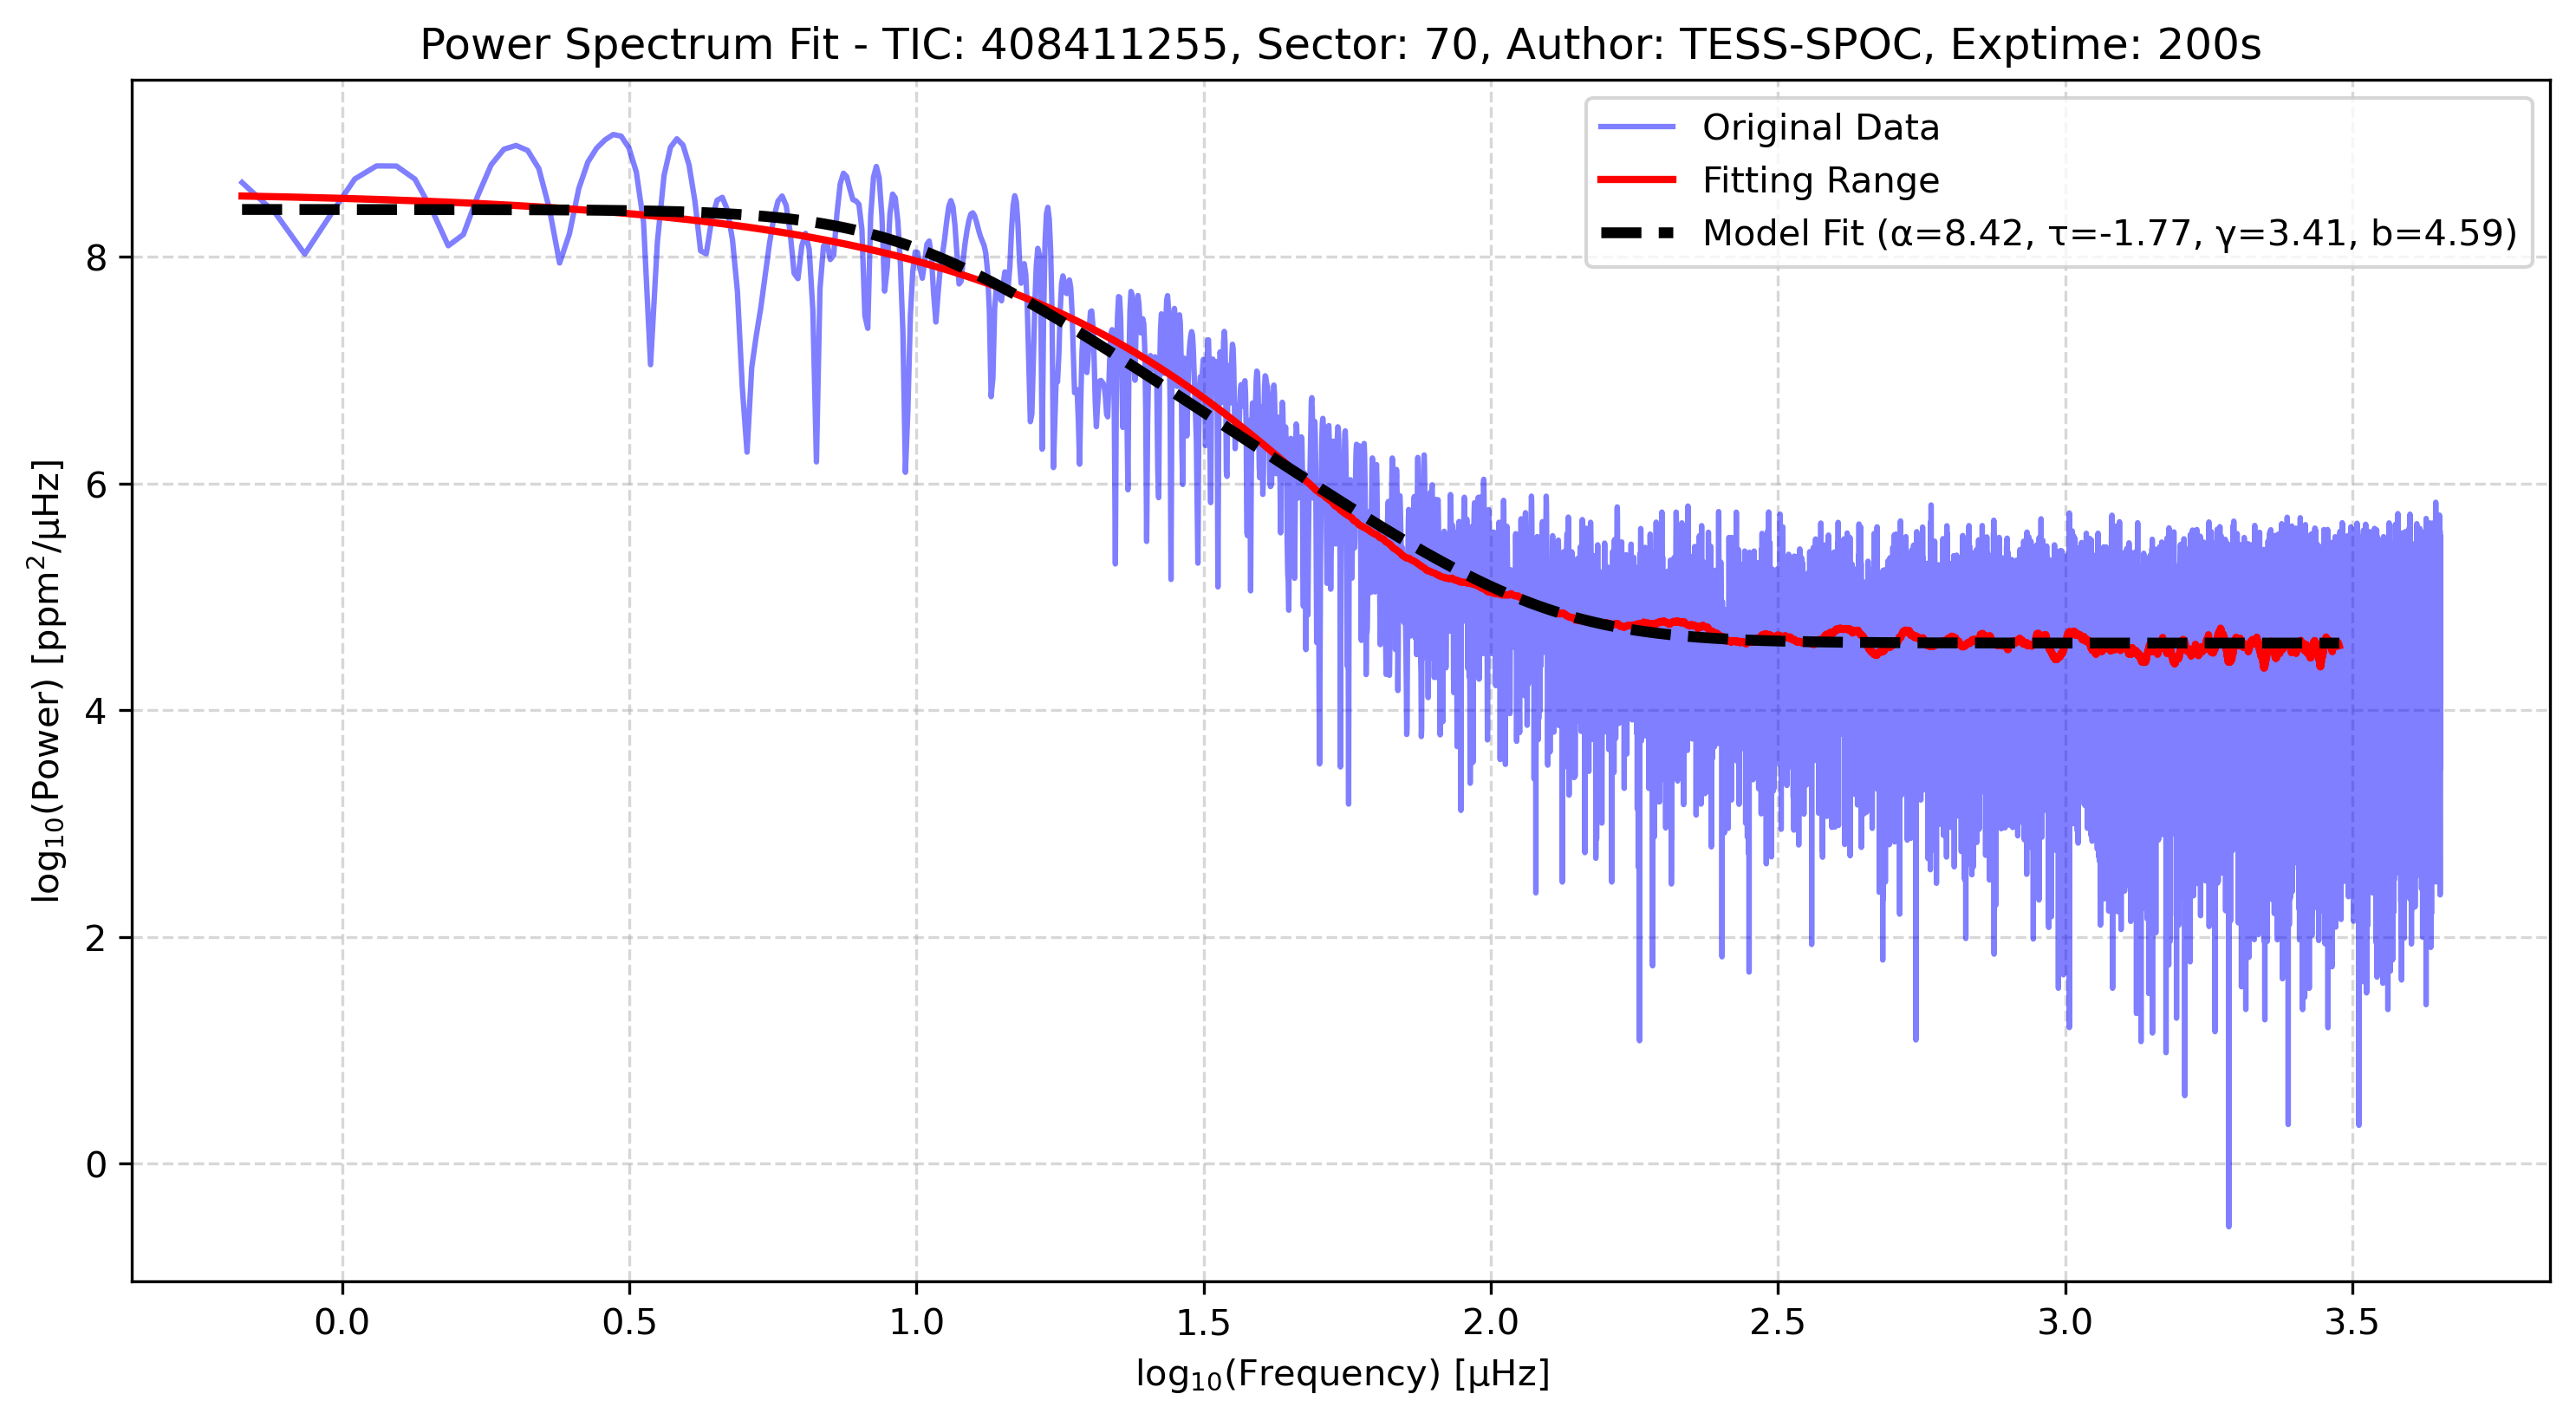 Power Spectrum Fit - TIC: 408411255, Sector: 70, Author: TESS-SPOC, Exptime: 200s
Original Data
Fitting Range
Model Fit (α=8.42, τ=-1.77, γ=3.41, b=4.59)
log₁₀(Power) [ppm²/μHz]
8
6
4
2
0
0.0 0.5 1.0 1.5 2.0 2.5 3.0 3.5
log₁₀(Frequency) [μHz]